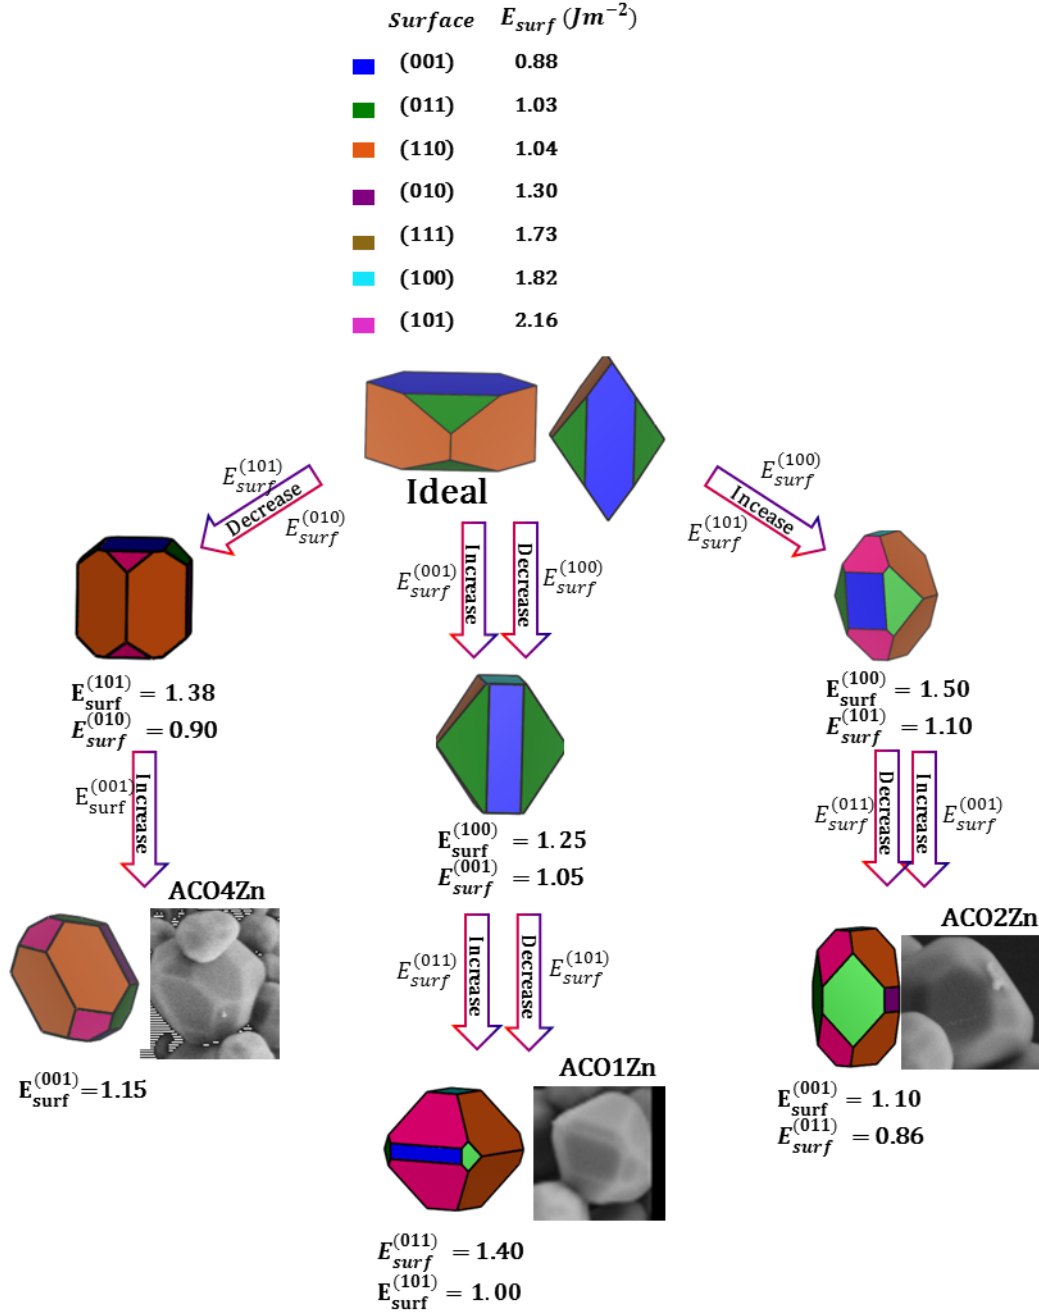 Surface E_surf (Jm⁻²)
(001) 0.88
(011) 1.03
(110) 1.04
(010) 1.30
(111) 1.73
(100) 1.82
(101) 2.16
Ideal
E_surf^(101)
Decrease
E_surf^(010)
E_surf^(001)
Increase
Decrease
E_surf^(100)
E_surf^(100)
Incease
E_surf^(101)
E_surf^(101) = 1.38
E_surf^(010) = 0.90
E_surf^(100) = 1.50
E_surf^(101) = 1.10
E_surf^(001)
Increase
E_surf^(100) = 1.25
E_surf^(001) = 1.05
E_surf^(011)
Decrease
Increase
E_surf^(001)
ACO4Zn
E_surf^(001)=1.15
E_surf^(011)
Increase
Decrease
E_surf^(101)
ACO2Zn
E_surf^(001) = 1.10
E_surf^(011) = 0.86
ACO1Zn
E_surf^(011) = 1.40
E_surf^(101) = 1.00